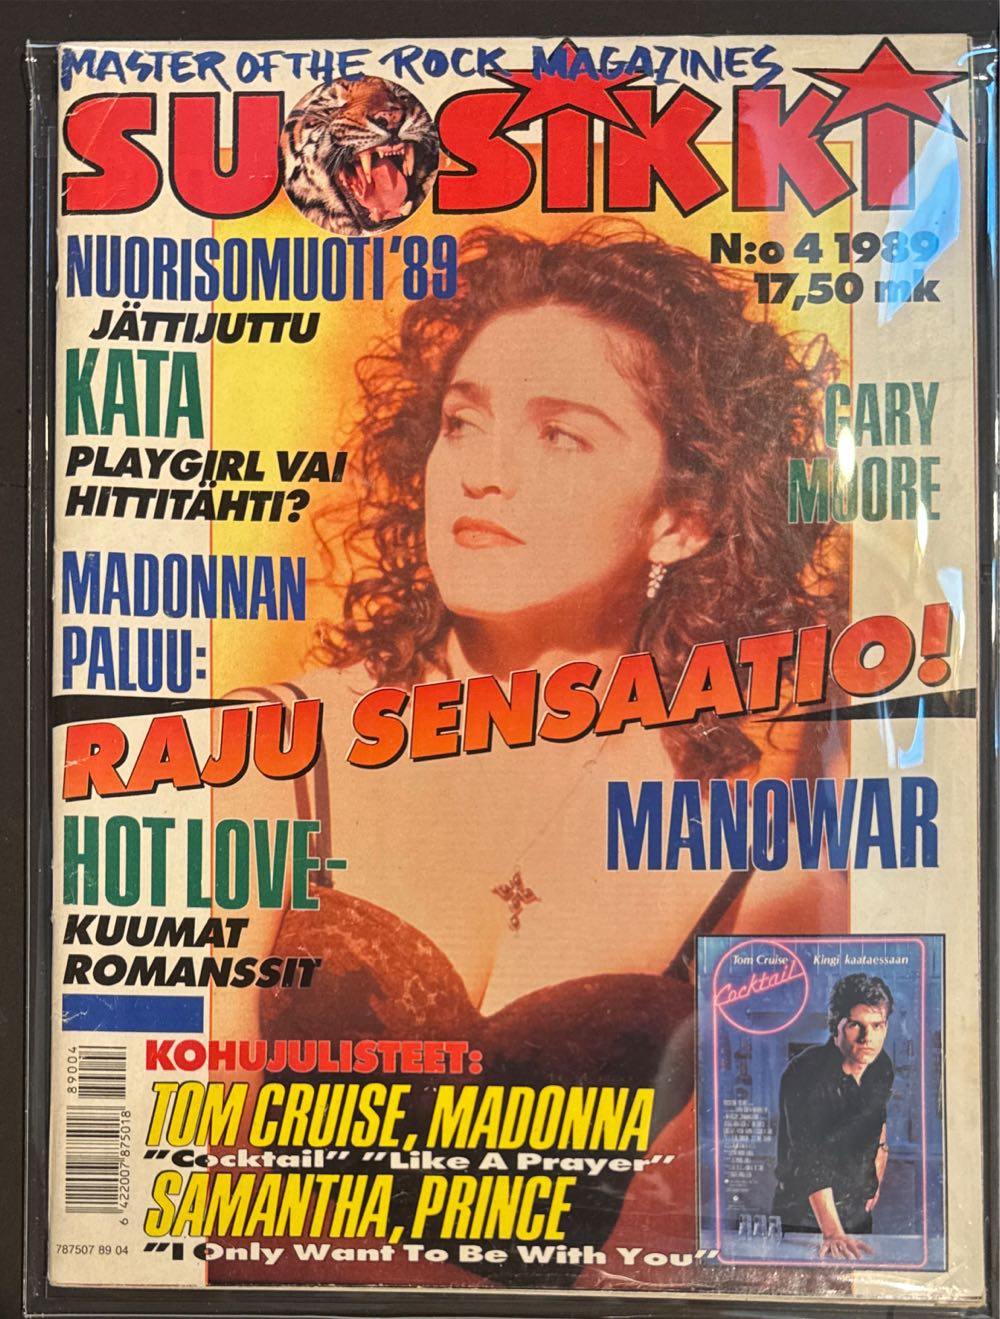 MASTER OF THE ROCK MAGAZINES
SUOSIKKI
N:o 4 1989
17,50 mk
NUORISOMUOTI '89
JÄTTIJUTTU
KATA
PLAYGIRL VAI
HITTITÄHTI?
GARY
MOORE
MADONNAN
PALUU:
RAJU SENSAATIO!
MANOWAR
HOT LOVE-
KUUMAT
ROMANSSIT
Tom Cruise Kingi kaataessaan
Cocktail
KOHUJULISTEET:
TOM CRUISE, MADONNA
"Cocktail" "Like A Prayer"
SAMANTHA, PRINCE
"I Only Want To Be With You"
89004
6 422007 875018
787507 89 04